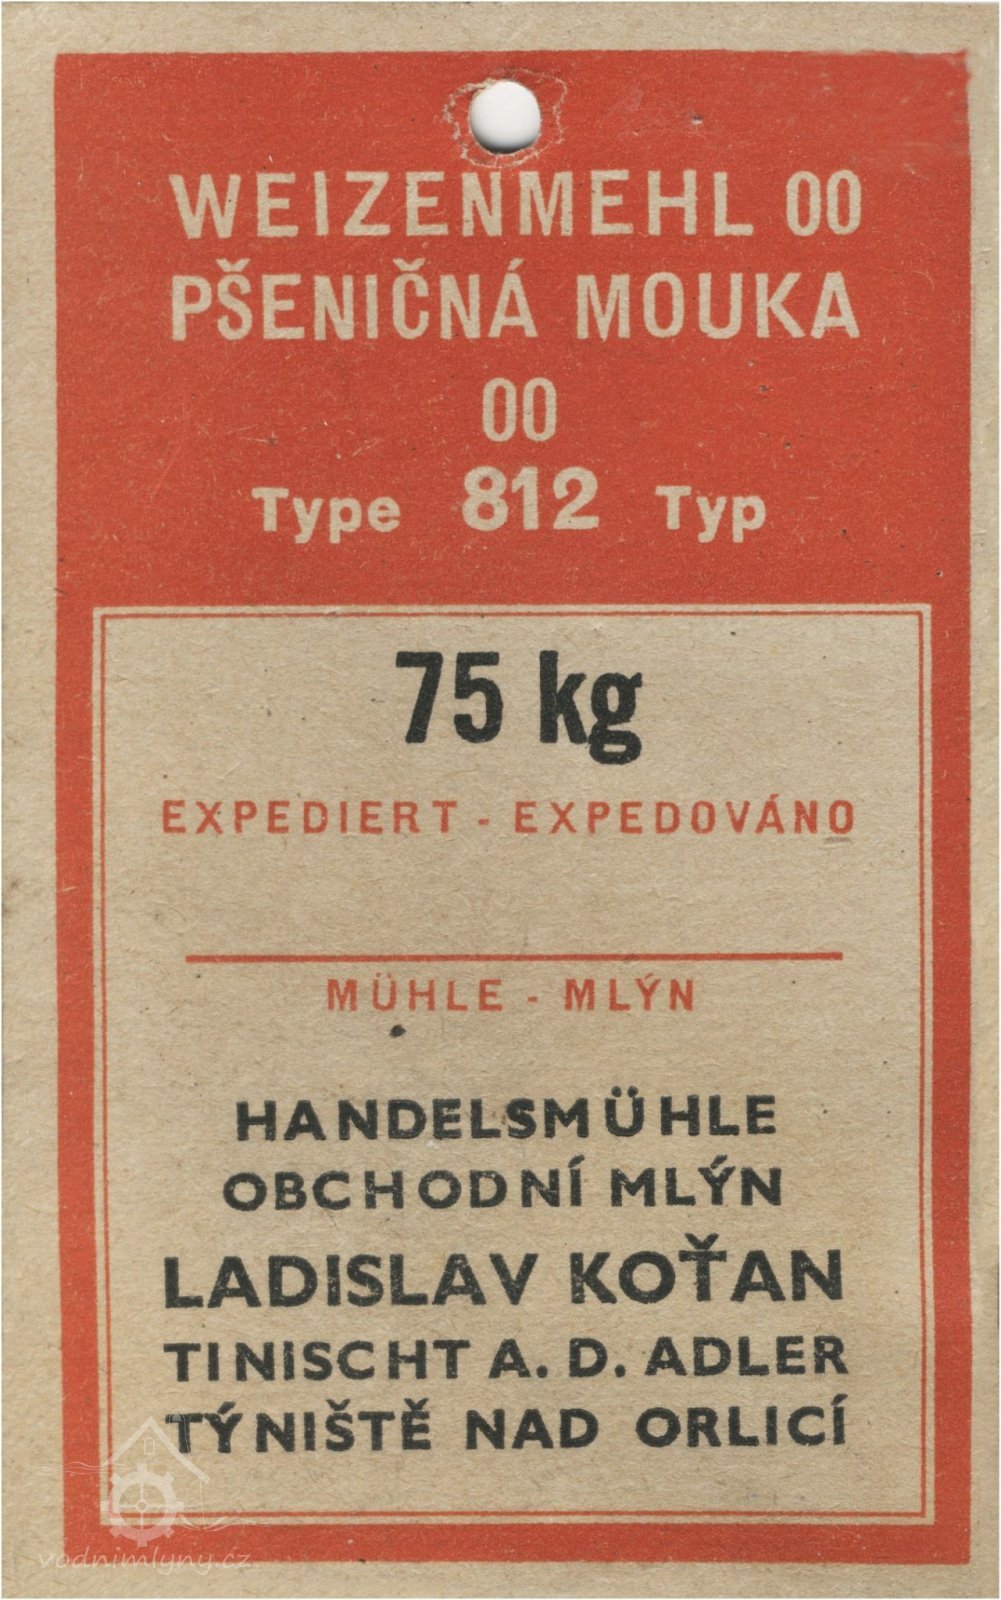 WEIZENMEHL 00
PŠENIČNÁ MOUKA
00
Type 812 Typ
75 kg
EXPEDIERT - EXPEDOVÁNO
MÜHLE - MLÝN
HANDELSMÜHLE
OBCHODNÍ MLÝN
LADISLAV KOŤAN
TINISCHT A. D. ADLER
TÝNIŠTĚ NAD ORLICÍ
vodnimlyny.cz